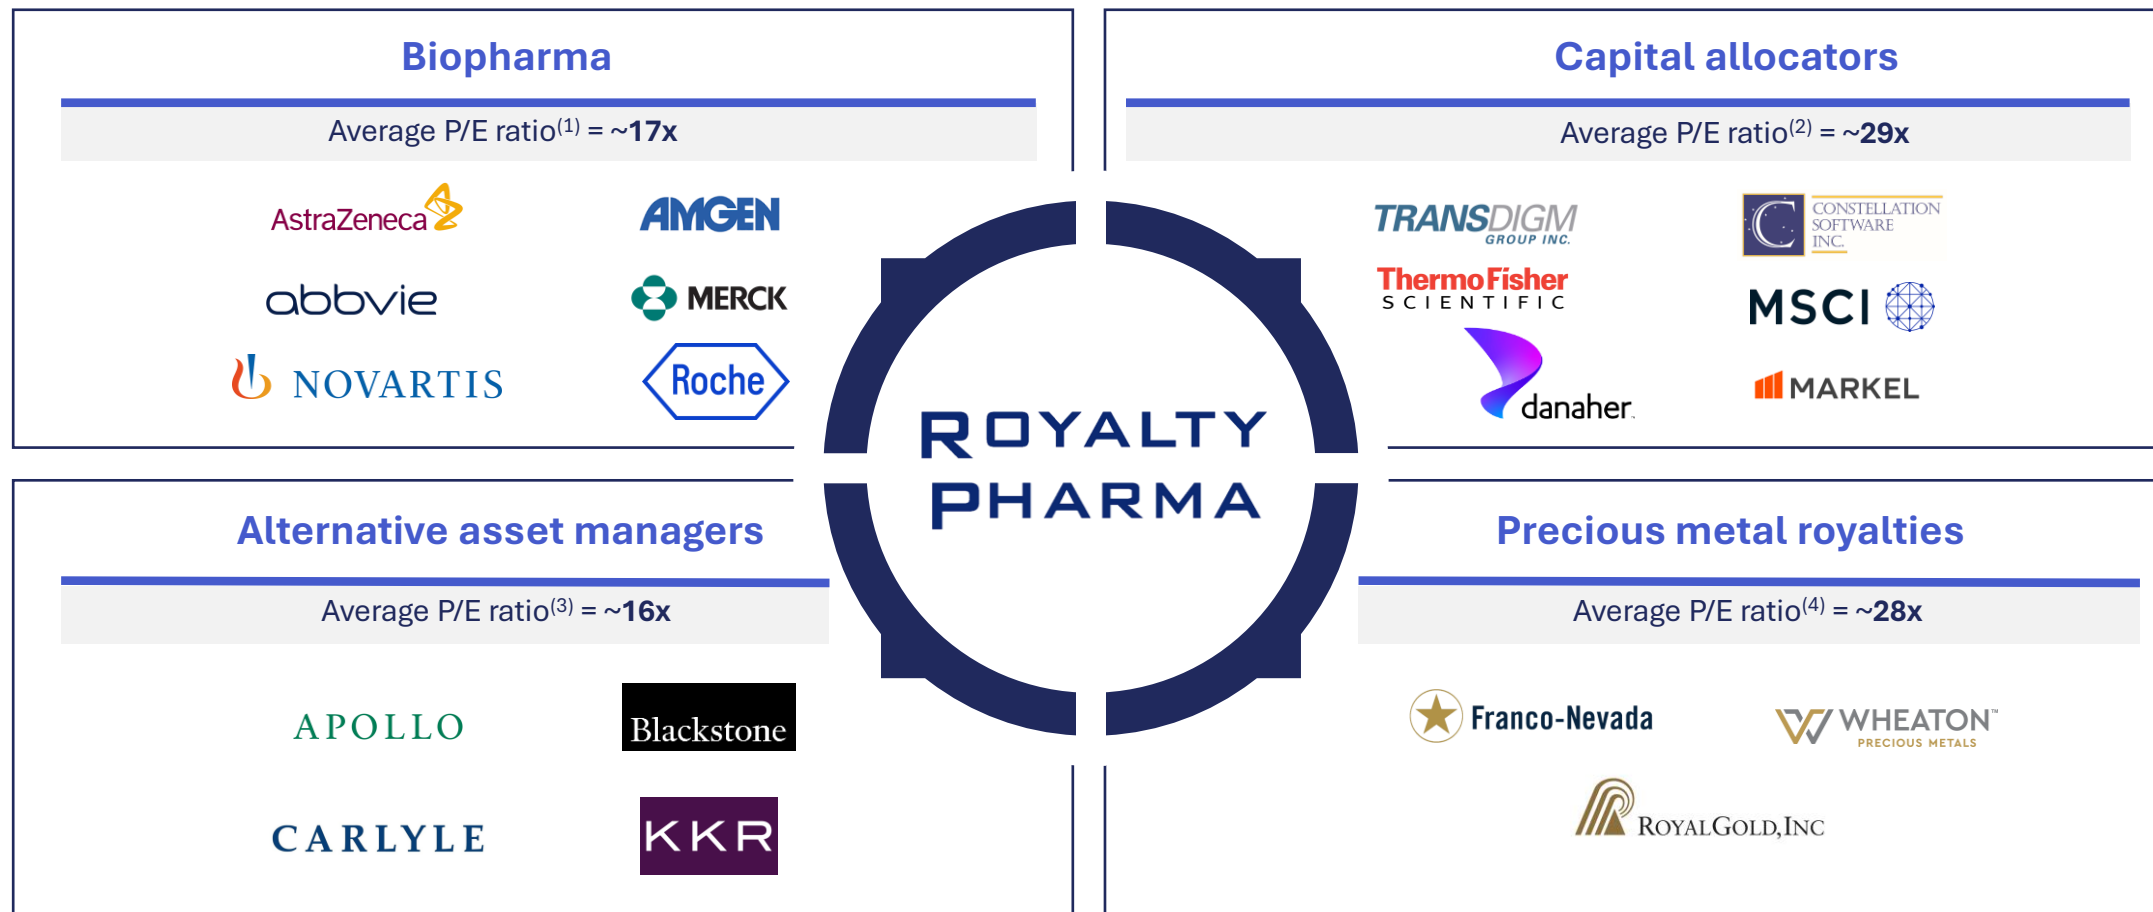 Biopharma
Average P/E ratio(1) = ~17x
AstraZeneca
AMGEN
abbvie
MERCK
NOVARTIS
Roche
Capital allocators
Average P/E ratio(2) = ~29x
TRANSDIGM
GROUP INC.
CONSTELLATION
SOFTWARE
INC.
ThermoFisher
SCIENTIFIC
MSCI
danaher.
MARKEL
ROYALTY
PHARMA
Alternative asset managers
Average P/E ratio(3) = ~16x
APOLLO
Blackstone
CARLYLE
KKR
Precious metal royalties
Average P/E ratio(4) = ~28x
Franco-Nevada
WHEATON™
PRECIOUS METALS
ROYALGOLD,INC